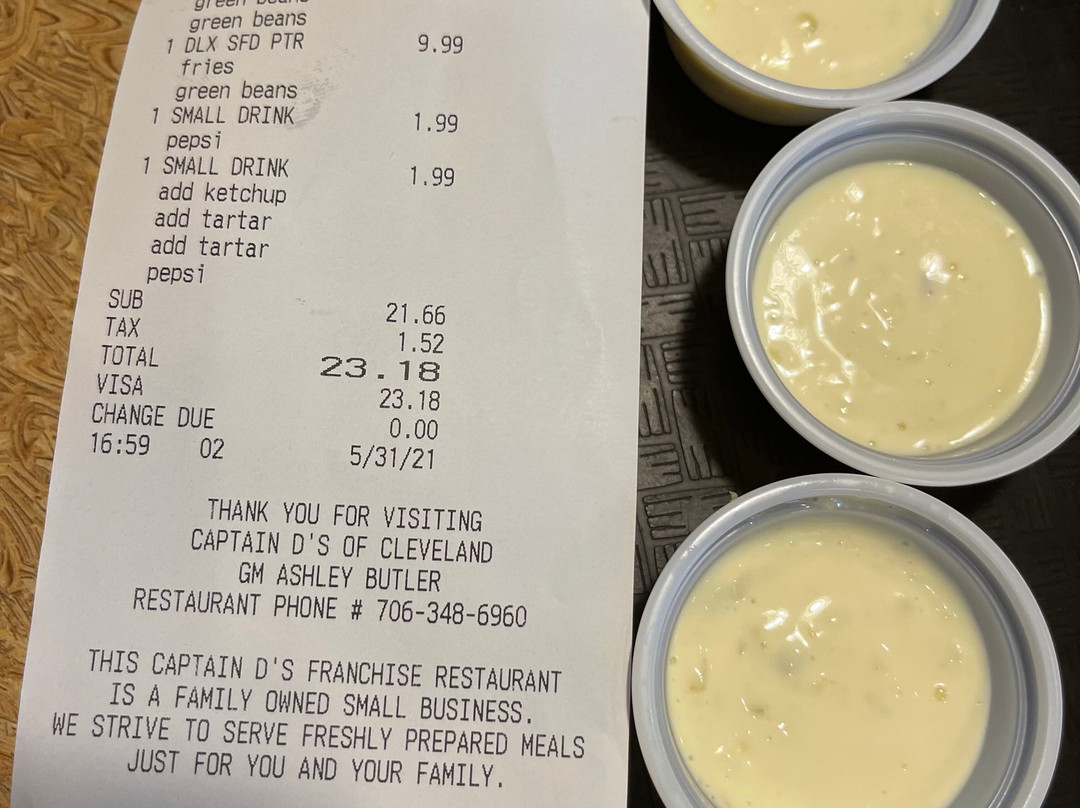 green beans
green beans
1 DLX SFD PTR 9.99
fries
green beans
1 SMALL DRINK 1.99
pepsi
1 SMALL DRINK 1.99
add ketchup
add tartar
add tartar
pepsi
SUB 21.66
TAX 1.52
TOTAL 23.18
VISA 23.18
CHANGE DUE 0.00
16:59 02 5/31/21
THANK YOU FOR VISITING
CAPTAIN D'S OF CLEVELAND
GM ASHLEY BUTLER
RESTAURANT PHONE # 706-348-6960
THIS CAPTAIN D'S FRANCHISE RESTAURANT
IS A FAMILY OWNED SMALL BUSINESS.
WE STRIVE TO SERVE FRESHLY PREPARED MEALS
JUST FOR YOU AND YOUR FAMILY.